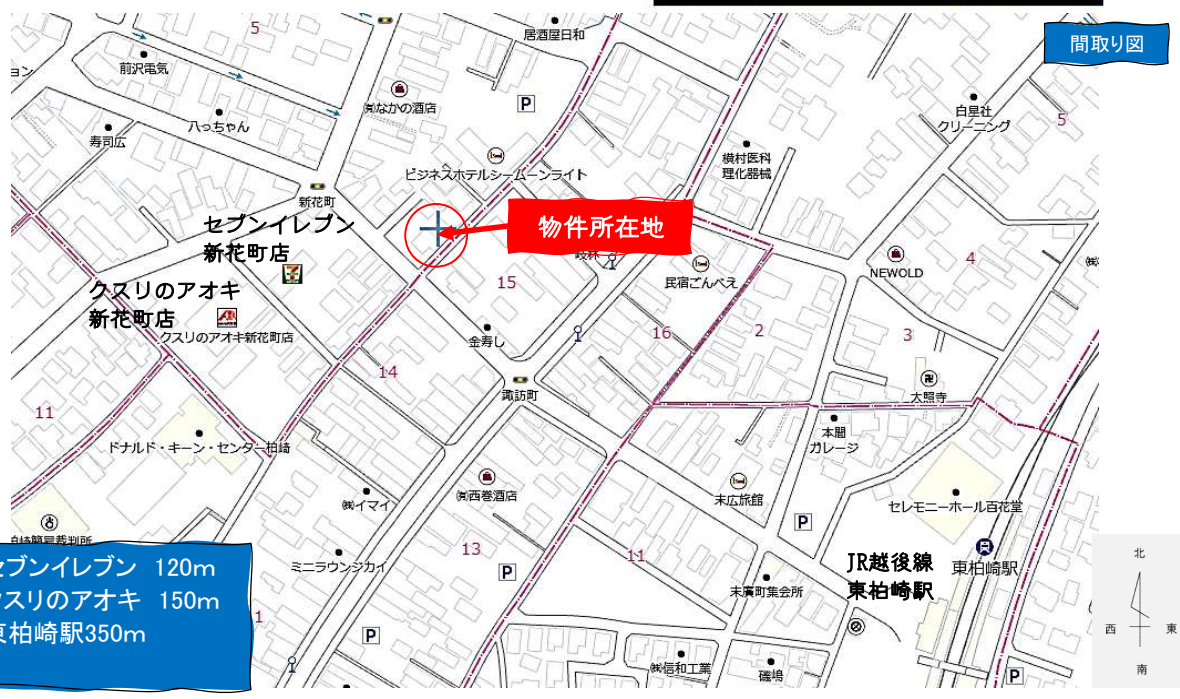 間取り図
5
居酒屋日和
前沢電気
ョン
㈲なかの酒店
P
白星社
クリーニング
5
八っちゃん
寿司広
横村医科
理化器械
ビジネスホテルシームーンライト
新花町
セブンイレブン
新花町店
物件所在地
NEWOLD
4
民宿ごんべえ
15
クスリのアオキ
新花町店
クスリのアオキ新花町店
金寿し
16
2
3
14
諏訪町
大照寺
11
ドナルド・キーン・センター柏崎
本間
ガレージ
㈲西巻酒店
㈱イマイ
末広旅館
セレモニーホール百花堂
P
13
11
P
ミニラウンジカイ
JR越後線
東柏崎駅
東柏崎駅
末廣町集会所
セブンイレブン 120m
クスリのアオキ 150m
東柏崎駅350m
1
P
㈱信和工業
磯塢
P
北
西 東
南